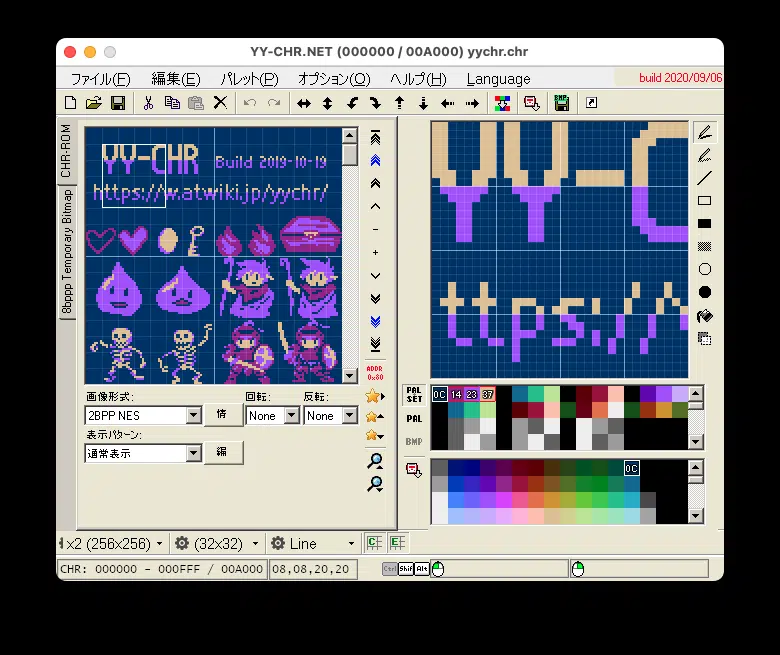 YY-CHR.NET (000000 / 00A000) yychr.chr
ファイル(F) 編集(E) パレット(P) オプション(O) ヘルプ(H) Language build 2020/09/06
BMP
CHR-ROM
8bppp Temporary Bitmap
YY-CHR Build 2019-10-19
https://w.atwiki.jp/yychr/
YY-C
ttps://
ADDR
0x80
画像形式:
2BPP NES
情
回転:
None
反転:
None
表示パターン:
通常表示
編
PAL
SET
PAL
BMP
0C 14 23 37
0C
x2 (256x256) (32x32) Line C E
CHR: 000000 - 000FFF / 00A000 08,08,20,20 Ctrl Shif Alt